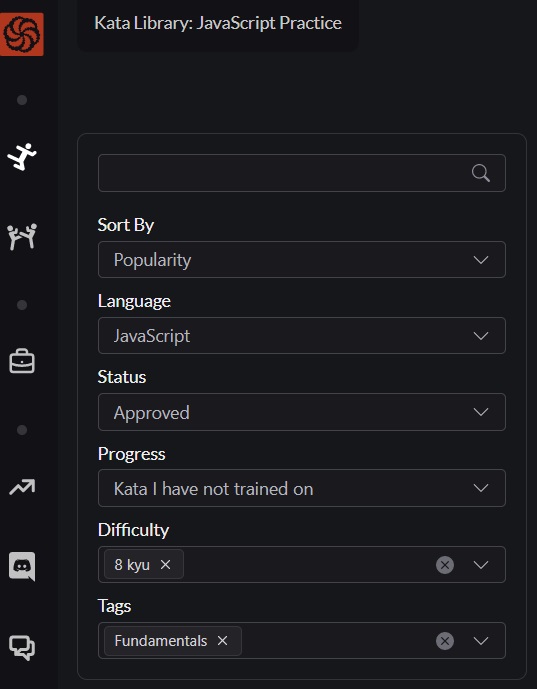 Kata Library: JavaScript Practice
Sort By
Popularity
Language
JavaScript
Status
Approved
Progress
Kata I have not trained on
Difficulty
8 kyu
Tags
Fundamentals